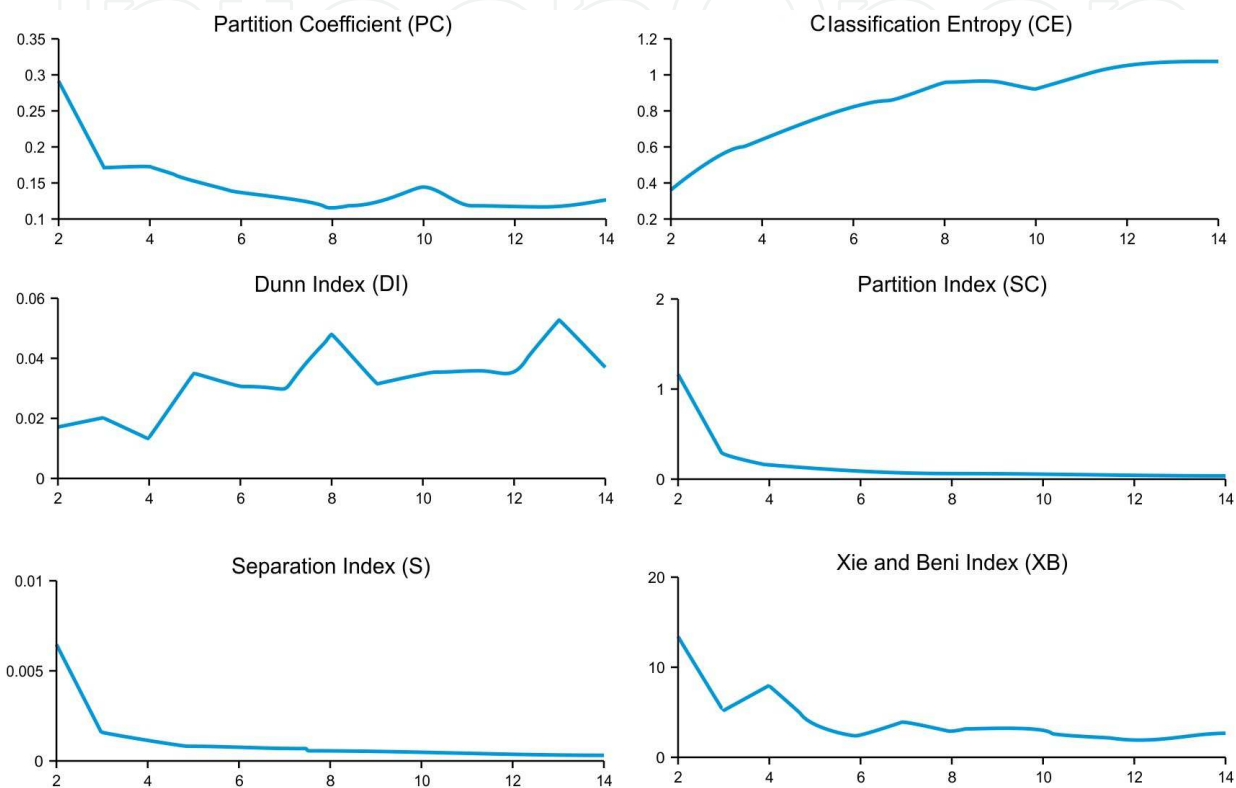 Partition Coefficient (PC)
0.35
0.3
0.25
0.2
0.15
0.1
2 4 6 8 10 12 14
Classification Entropy (CE)
1.2
1
0.8
0.6
0.4
0.2
2 4 6 8 10 12 14
Dunn Index (DI)
0.06
0.04
0.02
0
2 4 6 8 10 12 14
Partition Index (SC)
2
1
0
2 4 6 8 10 12 14
Separation Index (S)
0.01
0.005
0
2 4 6 8 10 12 14
Xie and Beni Index (XB)
20
10
0
2 4 6 8 10 12 14